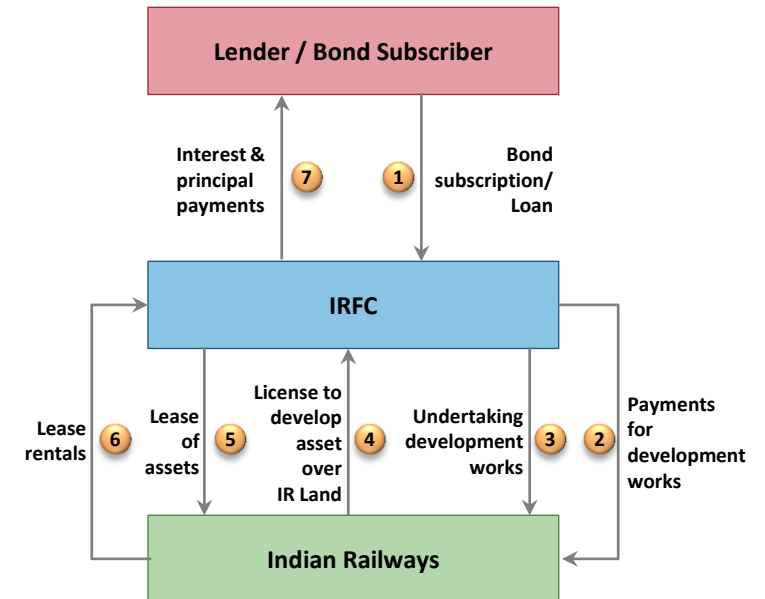 Lender / Bond Subscriber
Interest &
principal
payments
7
1
Bond
subscription/
Loan
IRFC
Lease
rentals
6
Lease
of
assets
5
License to
develop
asset
over
IR Land
4
Undertaking
development
works
3
2
Payments
for
development
works
Indian Railways